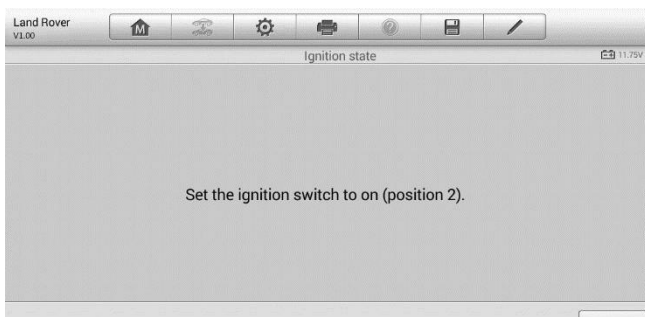 Land Rover
V1.00
M
Ignition state
11.75V
Set the ignition switch to on (position 2).